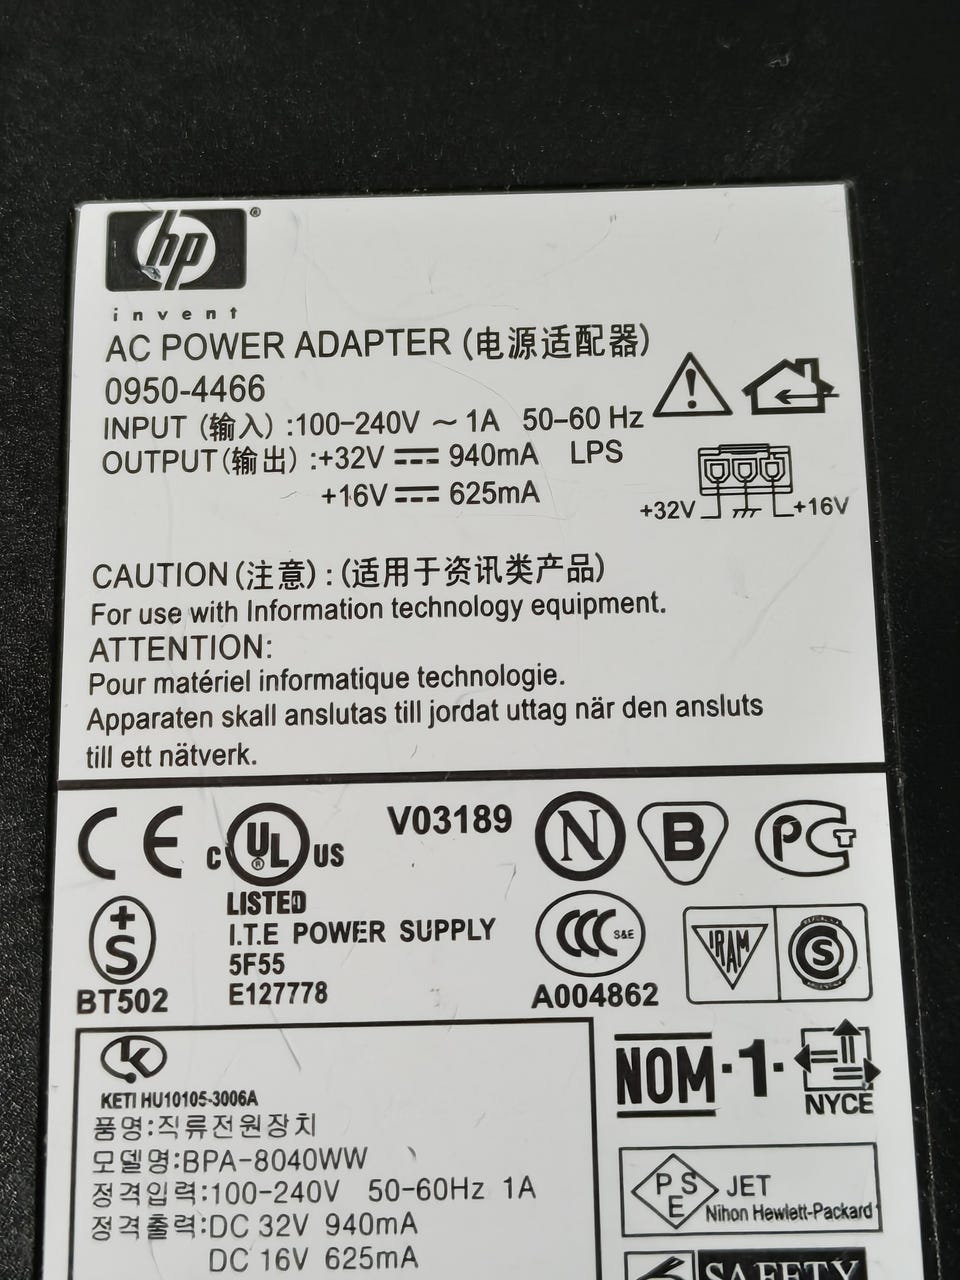 hp®
invent
AC POWER ADAPTER (电源适配器)
0950-4466
INPUT (输入) :100-240V ~ 1A 50-60 Hz
OUTPUT (输出) :+32V ⎓ 940mA LPS
+16V ⎓ 625mA
+32V +16V
CAUTION (注意) : (适用于资讯类产品)
For use with Information technology equipment.
ATTENTION:
Pour matériel informatique technologie.
Apparaten skall anslutas till jordat uttag när den ansluts
till ett nätverk.
CE c UL® US V03189 N B PCT
LISTED
I.T.E POWER SUPPLY
5F55
E127778
+S
BT502
CCC S&E
A004862
IRAM S
K
KETI HU10105-3006A
품명:직류전원장치
모델명:BPA-8040WW
정격입력:100-240V 50-60Hz 1A
정격출력:DC 32V 940mA
DC 16V 625mA
NOM-1-
NYCE
PSE JET
Nihon Hewlett-Packard
SAFETY